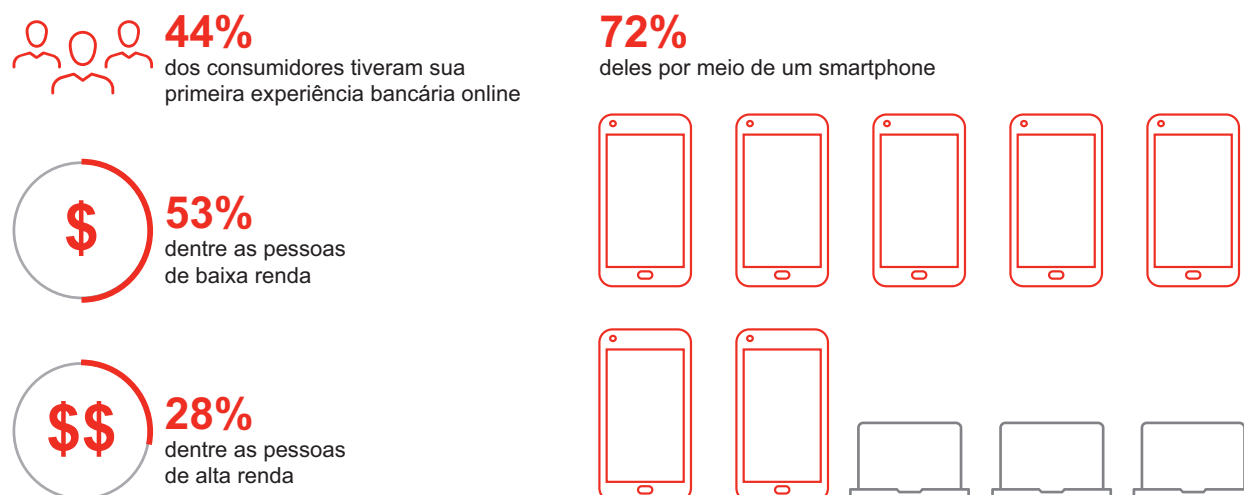 44%
dos consumidores tiveram sua
primeira experiência bancária online
72%
deles por meio de um smartphone
$
53%
dentre as pessoas
de baixa renda
$$
28%
dentre as pessoas
de alta renda